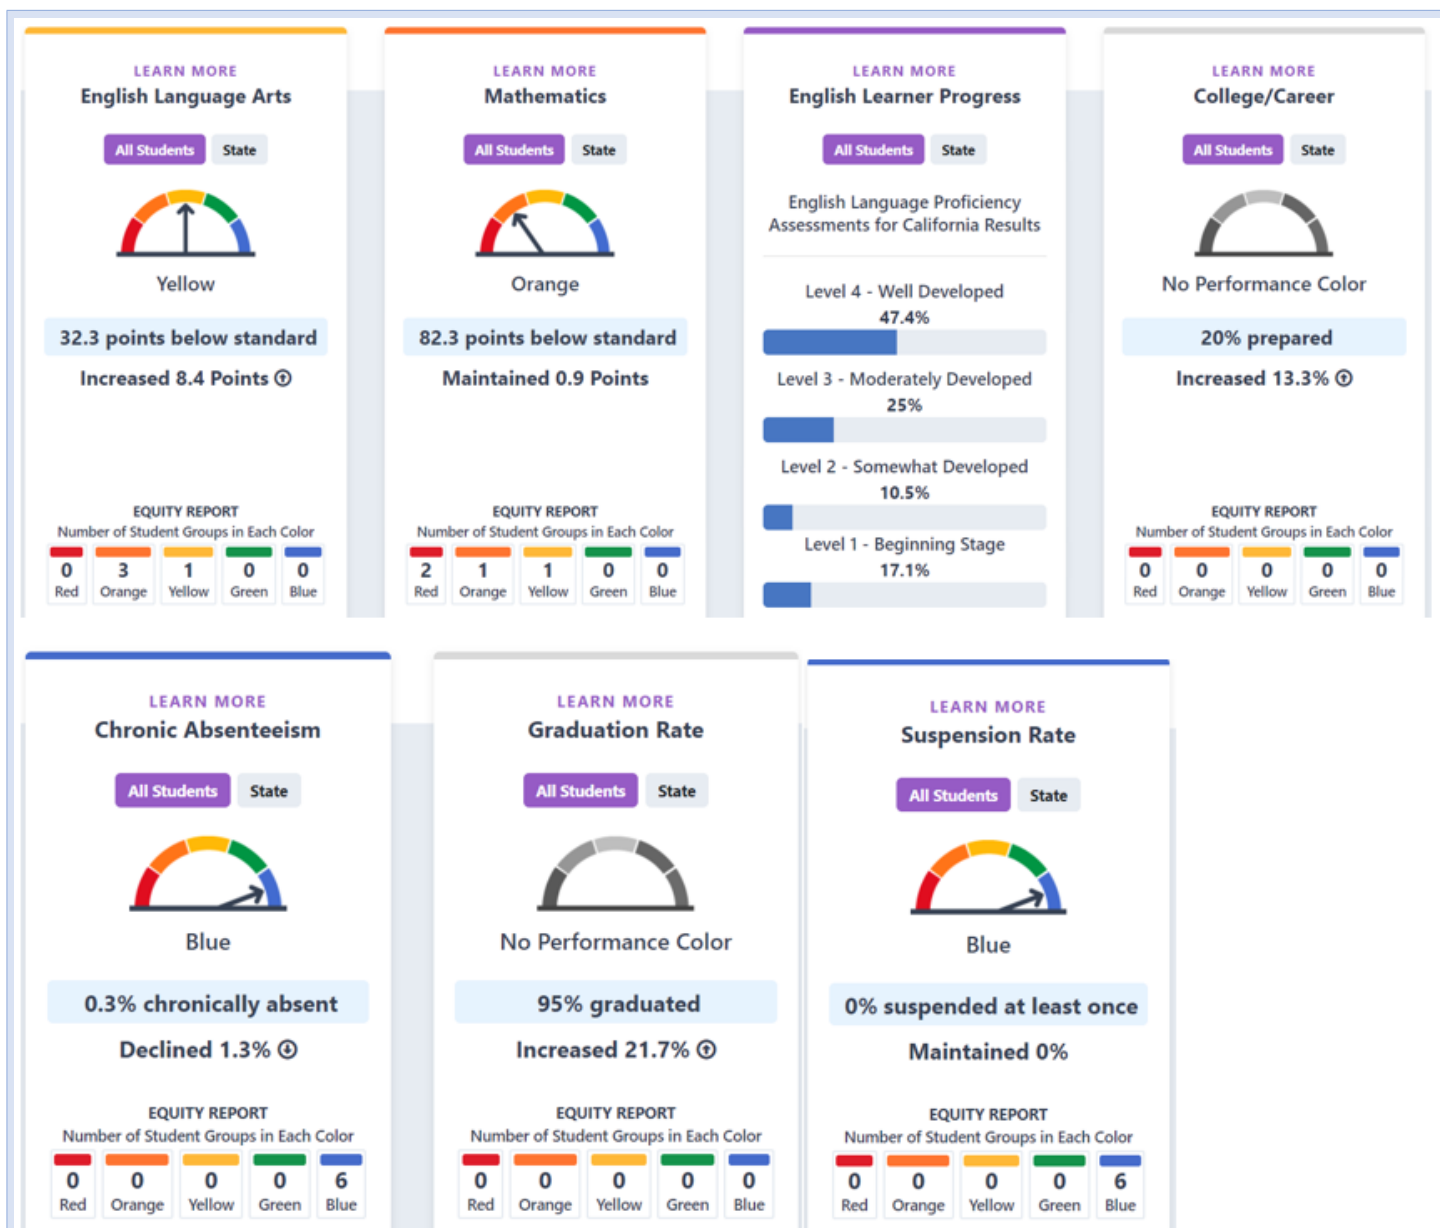 LEARN MORE
English Language Arts
All Students State
Yellow
32.3 points below standard
Increased 8.4 Points
EQUITY REPORT
Number of Student Groups in Each Color
0 3 1 0 0
Red Orange Yellow Green Blue
LEARN MORE
Mathematics
All Students State
Orange
82.3 points below standard
Maintained 0.9 Points
EQUITY REPORT
Number of Student Groups in Each Color
2 1 1 0 0
Red Orange Yellow Green Blue
LEARN MORE
English Learner Progress
All Students State
English Language Proficiency
Assessments for California Results
Level 4 - Well Developed
47.4%
Level 3 - Moderately Developed
25%
Level 2 - Somewhat Developed
10.5%
Level 1 - Beginning Stage
17.1%
LEARN MORE
College/Career
All Students State
No Performance Color
20% prepared
Increased 13.3%
EQUITY REPORT
Number of Student Groups in Each Color
0 0 0 0 0
Red Orange Yellow Green Blue
LEARN MORE
Chronic Absenteeism
All Students State
Blue
0.3% chronically absent
Declined 1.3%
EQUITY REPORT
Number of Student Groups in Each Color
0 0 0 0 6
Red Orange Yellow Green Blue
LEARN MORE
Graduation Rate
All Students State
No Performance Color
95% graduated
Increased 21.7%
EQUITY REPORT
Number of Student Groups in Each Color
0 0 0 0 0
Red Orange Yellow Green Blue
LEARN MORE
Suspension Rate
All Students State
Blue
0% suspended at least once
Maintained 0%
EQUITY REPORT
Number of Student Groups in Each Color
0 0 0 0 6
Red Orange Yellow Green Blue